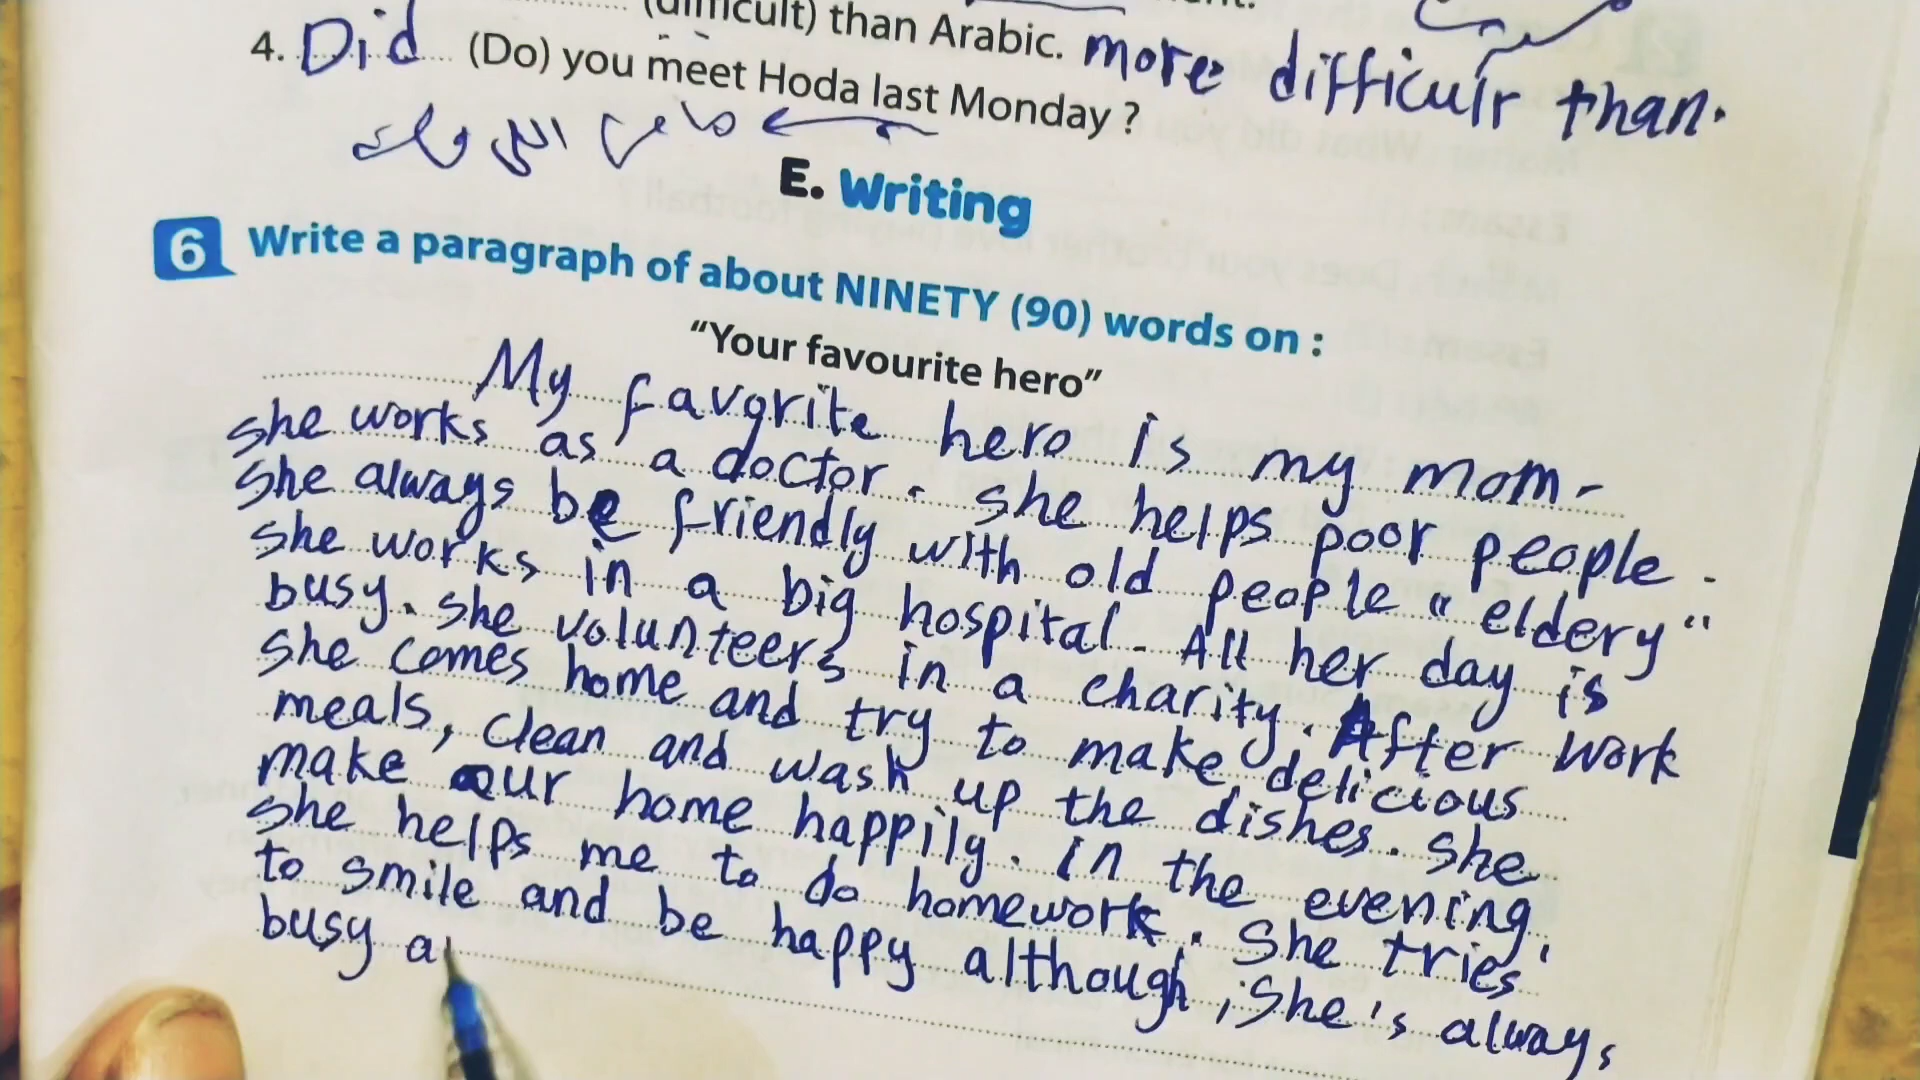 (difficult) than Arabic. more difficult than.
4. Did (Do) you meet Hoda last Monday ?
E. Writing
6 Write a paragraph of about NINETY (90) words on :
"Your favourite hero"
My favorite hero is my mom.
she works as a doctor. she helps poor people.
she always be friendly with old people "eldery"
she works in a big hospital. All her day is
busy. she volunteers in a charity. After work
she comes home and try to make delicious
meals, clean and wash up the dishes. she
make our home happily. in the evening,
she helps me to do homework. She tries
to smile and be happy although, she's always
busy a